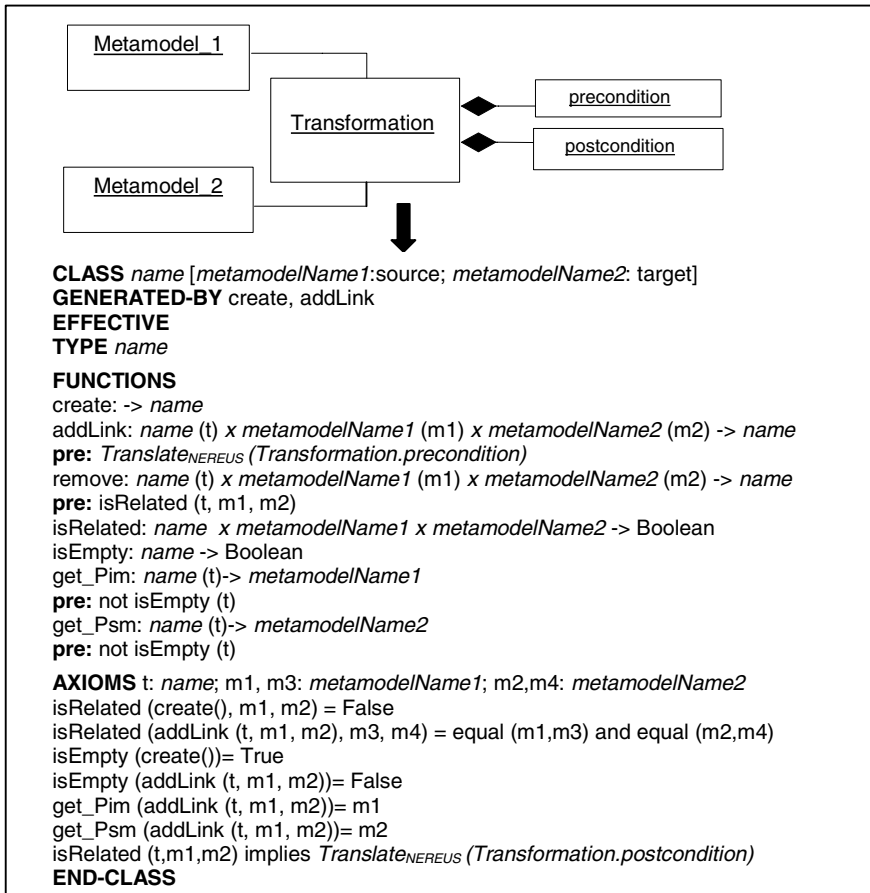 Metamodel_1
Transformation
precondition
postcondition
Metamodel_2
CLASS name [metamodelName1:source; metamodelName2: target]
GENERATED-BY create, addLink
EFFECTIVE
TYPE name
FUNCTIONS
create: -> name
addLink: name (t) x metamodelName1 (m1) x metamodelName2 (m2) -> name
pre: TranslateNEREUS (Transformation.precondition)
remove: name (t) x metamodelName1 (m1) x metamodelName2 (m2) -> name
pre: isRelated (t, m1, m2)
isRelated: name x metamodelName1 x metamodelName2 -> Boolean
isEmpty: name -> Boolean
get_Pim: name (t)-> metamodelName1
pre: not isEmpty (t)
get_Psm: name (t)-> metamodelName2
pre: not isEmpty (t)
AXIOMS t: name; m1, m3: metamodelName1; m2,m4: metamodelName2
isRelated (create(), m1, m2) = False
isRelated (addLink (t, m1, m2), m3, m4) = equal (m1,m3) and equal (m2,m4)
isEmpty (create())= True
isEmpty (addLink (t, m1, m2))= False
get_Pim (addLink (t, m1, m2))= m1
get_Psm (addLink (t, m1, m2))= m2
isRelated (t,m1,m2) implies TranslateNEREUS (Transformation.postcondition)
END-CLASS